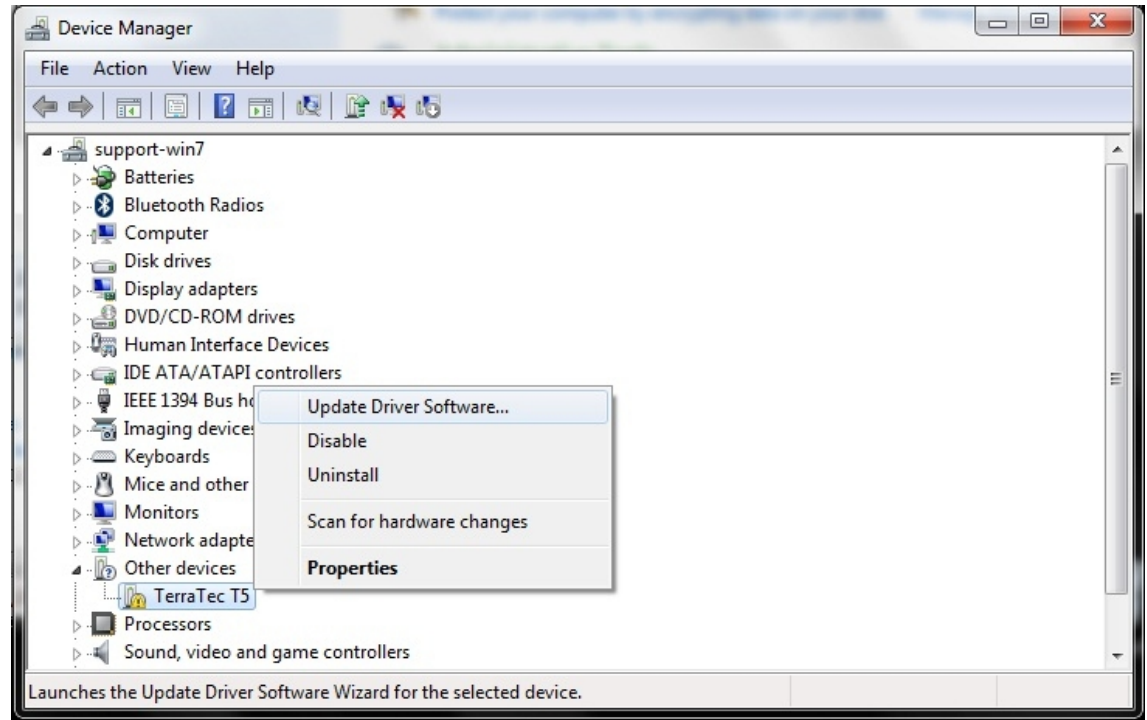 Device Manager
File Action View Help
support-win7
Batteries
Bluetooth Radios
Computer
Disk drives
Display adapters
DVD/CD-ROM drives
Human Interface Devices
IDE ATA/ATAPI controllers
IEEE 1394 Bus
Imaging devices
Keyboards
Mice and other
Monitors
Network
Other devices
TerraTec T5
Processors
Sound, video and game controllers
Update Driver Software...
Disable
Uninstall
Scan for hardware changes
Properties
Launches the Update Driver Software Wizard for the selected device.